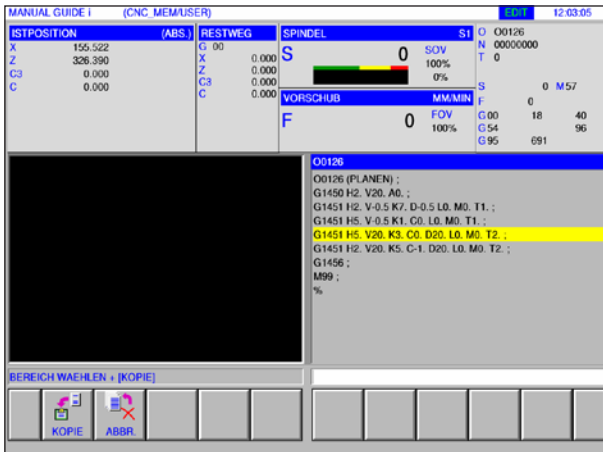 MANUAL GUIDE i (CNC_MEM/USER) EDIT 12:03:05
ISTPOSITION (ABS.)
X 155.522
Z 326.390
C3 0.000
C 0.000
RESTWEG
G 00
X 0.000
Z 0.000
C3 0.000
C 0.000
SPINDEL S1
S 0 SOV
100%
0%
VORSCHUB MM/MIN
F 0 FOV
100%
O O0126
N 00000000
T 0
S 0 M57
F 0
G00 18 40
G54 96
G95 691
O0126
O0126 (PLANEN) ;
G1450 H2. V20. A0. ;
G1451 H2. V-0.5 K7. D-0.5 L0. M0. T1. ;
G1451 H5. V-0.5 K1. C0. L0. M0. T1. ;
G1451 H5. V20. K3. C0. D20. L0. M0. T2. ;
G1451 H2. V20. K5. C-1. D20. L0. M0. T2. ;
G1456 ;
M99 ;
%
BEREICH WAEHLEN + [KOPIE]
KOPIE ABBR.